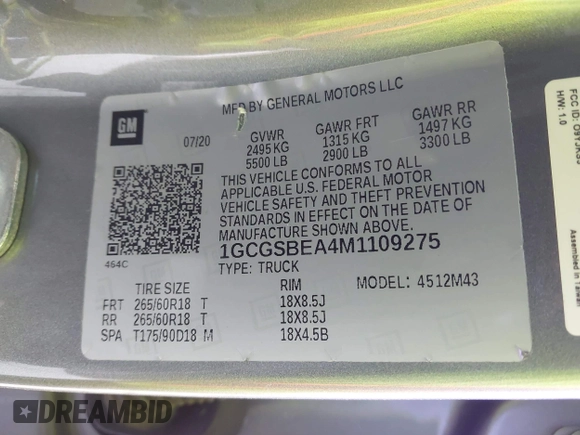 MFD BY GENERAL MOTORS LLC
GM
07/20
GVWR GAWR FRT GAWR RR
2495 KG 1315 KG 1497 KG
5500 LB 2900 LB 3300 LB
THIS VEHICLE CONFORMS TO ALL
APPLICABLE U.S. FEDERAL MOTOR
VEHICLE SAFETY AND THEFT PREVENTION
STANDARDS IN EFFECT ON THE DATE OF
MANUFACTURE SHOWN ABOVE.
1GCGSBEA4M1109275
464C
TYPE: TRUCK
MODEL: 4512M43
TIRE SIZE RIM
FRT 265/60R18 T 18X8.5J
RR 265/60R18 T 18X8.5J
SPA T175/90D18 M 18X4.5B
FCC ID:
H/W: 1.0
DREAMBID